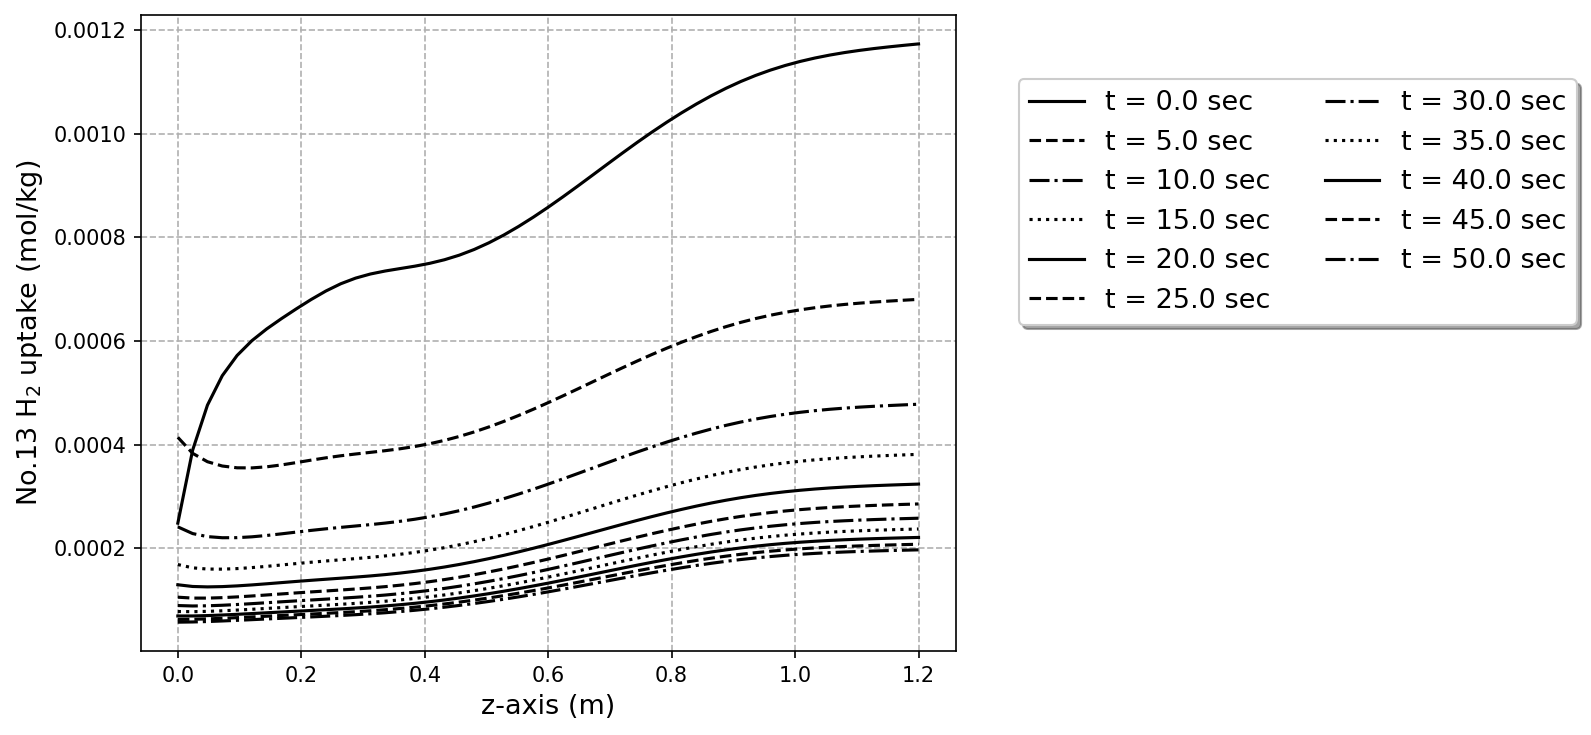 0.0012
0.0010
0.0008
0.0006
0.0004
0.0002
No.13 H₂ uptake (mol/kg)
0.0 0.2 0.4 0.6 0.8 1.0 1.2
z-axis (m)
t = 0.0 sec
t = 5.0 sec
t = 10.0 sec
t = 15.0 sec
t = 20.0 sec
t = 25.0 sec
t = 30.0 sec
t = 35.0 sec
t = 40.0 sec
t = 45.0 sec
t = 50.0 sec